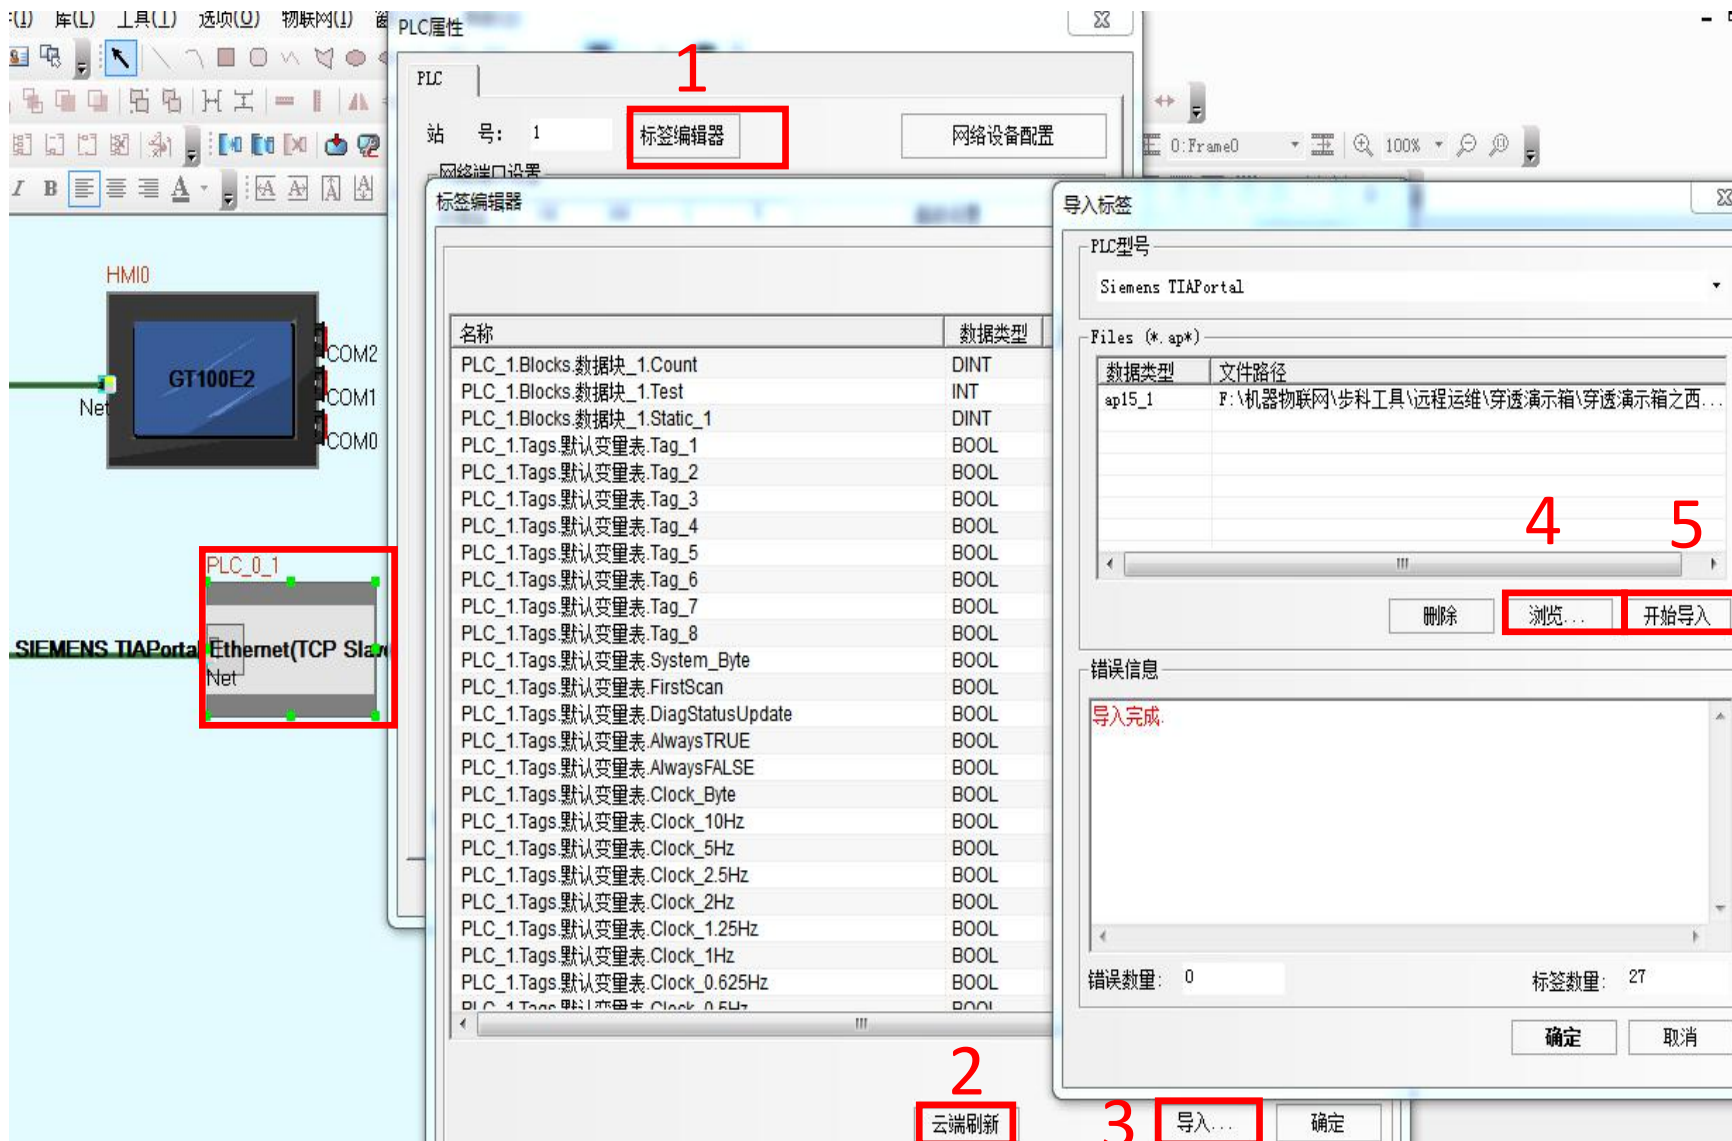 库(L) 工具(T) 选项(O) 物联网(I)
PLC属性
1
PLC
站 号: 1
标签编辑器
网络设备配置
0:Frame0
100%
I B A
网络端口设置
标签编辑器
名称 数据类型
PLC_1.Blocks.数据块_1.Count DINT
PLC_1.Blocks.数据块_1.Test INT
PLC_1.Blocks.数据块_1.Static_1 DINT
PLC_1.Tags.默认变量表.Tag_1 BOOL
PLC_1.Tags.默认变量表.Tag_2 BOOL
PLC_1.Tags.默认变量表.Tag_3 BOOL
PLC_1.Tags.默认变量表.Tag_4 BOOL
PLC_1.Tags.默认变量表.Tag_5 BOOL
PLC_1.Tags.默认变量表.Tag_6 BOOL
PLC_1.Tags.默认变量表.Tag_7 BOOL
PLC_1.Tags.默认变量表.Tag_8 BOOL
PLC_1.Tags.默认变量表.System_Byte BOOL
PLC_1.Tags.默认变量表.FirstScan BOOL
PLC_1.Tags.默认变量表.DiagStatusUpdate BOOL
PLC_1.Tags.默认变量表.AlwaysTRUE BOOL
PLC_1.Tags.默认变量表.AlwaysFALSE BOOL
PLC_1.Tags.默认变量表.Clock_Byte BOOL
PLC_1.Tags.默认变量表.Clock_10Hz BOOL
PLC_1.Tags.默认变量表.Clock_5Hz BOOL
PLC_1.Tags.默认变量表.Clock_2.5Hz BOOL
PLC_1.Tags.默认变量表.Clock_2Hz BOOL
PLC_1.Tags.默认变量表.Clock_1.25Hz BOOL
PLC_1.Tags.默认变量表.Clock_1Hz BOOL
PLC_1.Tags.默认变量表.Clock_0.625Hz BOOL
PLC_1.Tags.默认变量表.Clock_0.5Hz BOOL
2
云端刷新
3
导入...
确定
导入标签
PLC型号
Siemens TIAPortal
Files (*.ap*)
数据类型 文件路径
ap15_1 F:\机器物联网\步科工具\远程运维\穿透演示箱\穿透演示箱之西...
4
5
删除
浏览...
开始导入
错误信息
导入完成.
错误数量: 0
标签数量: 27
确定
取消
HMI0
GT100E2
COM2
COM1
COM0
Net
PLC_0_1
SIEMENS TIAPortal Ethernet(TCP Slave
Net